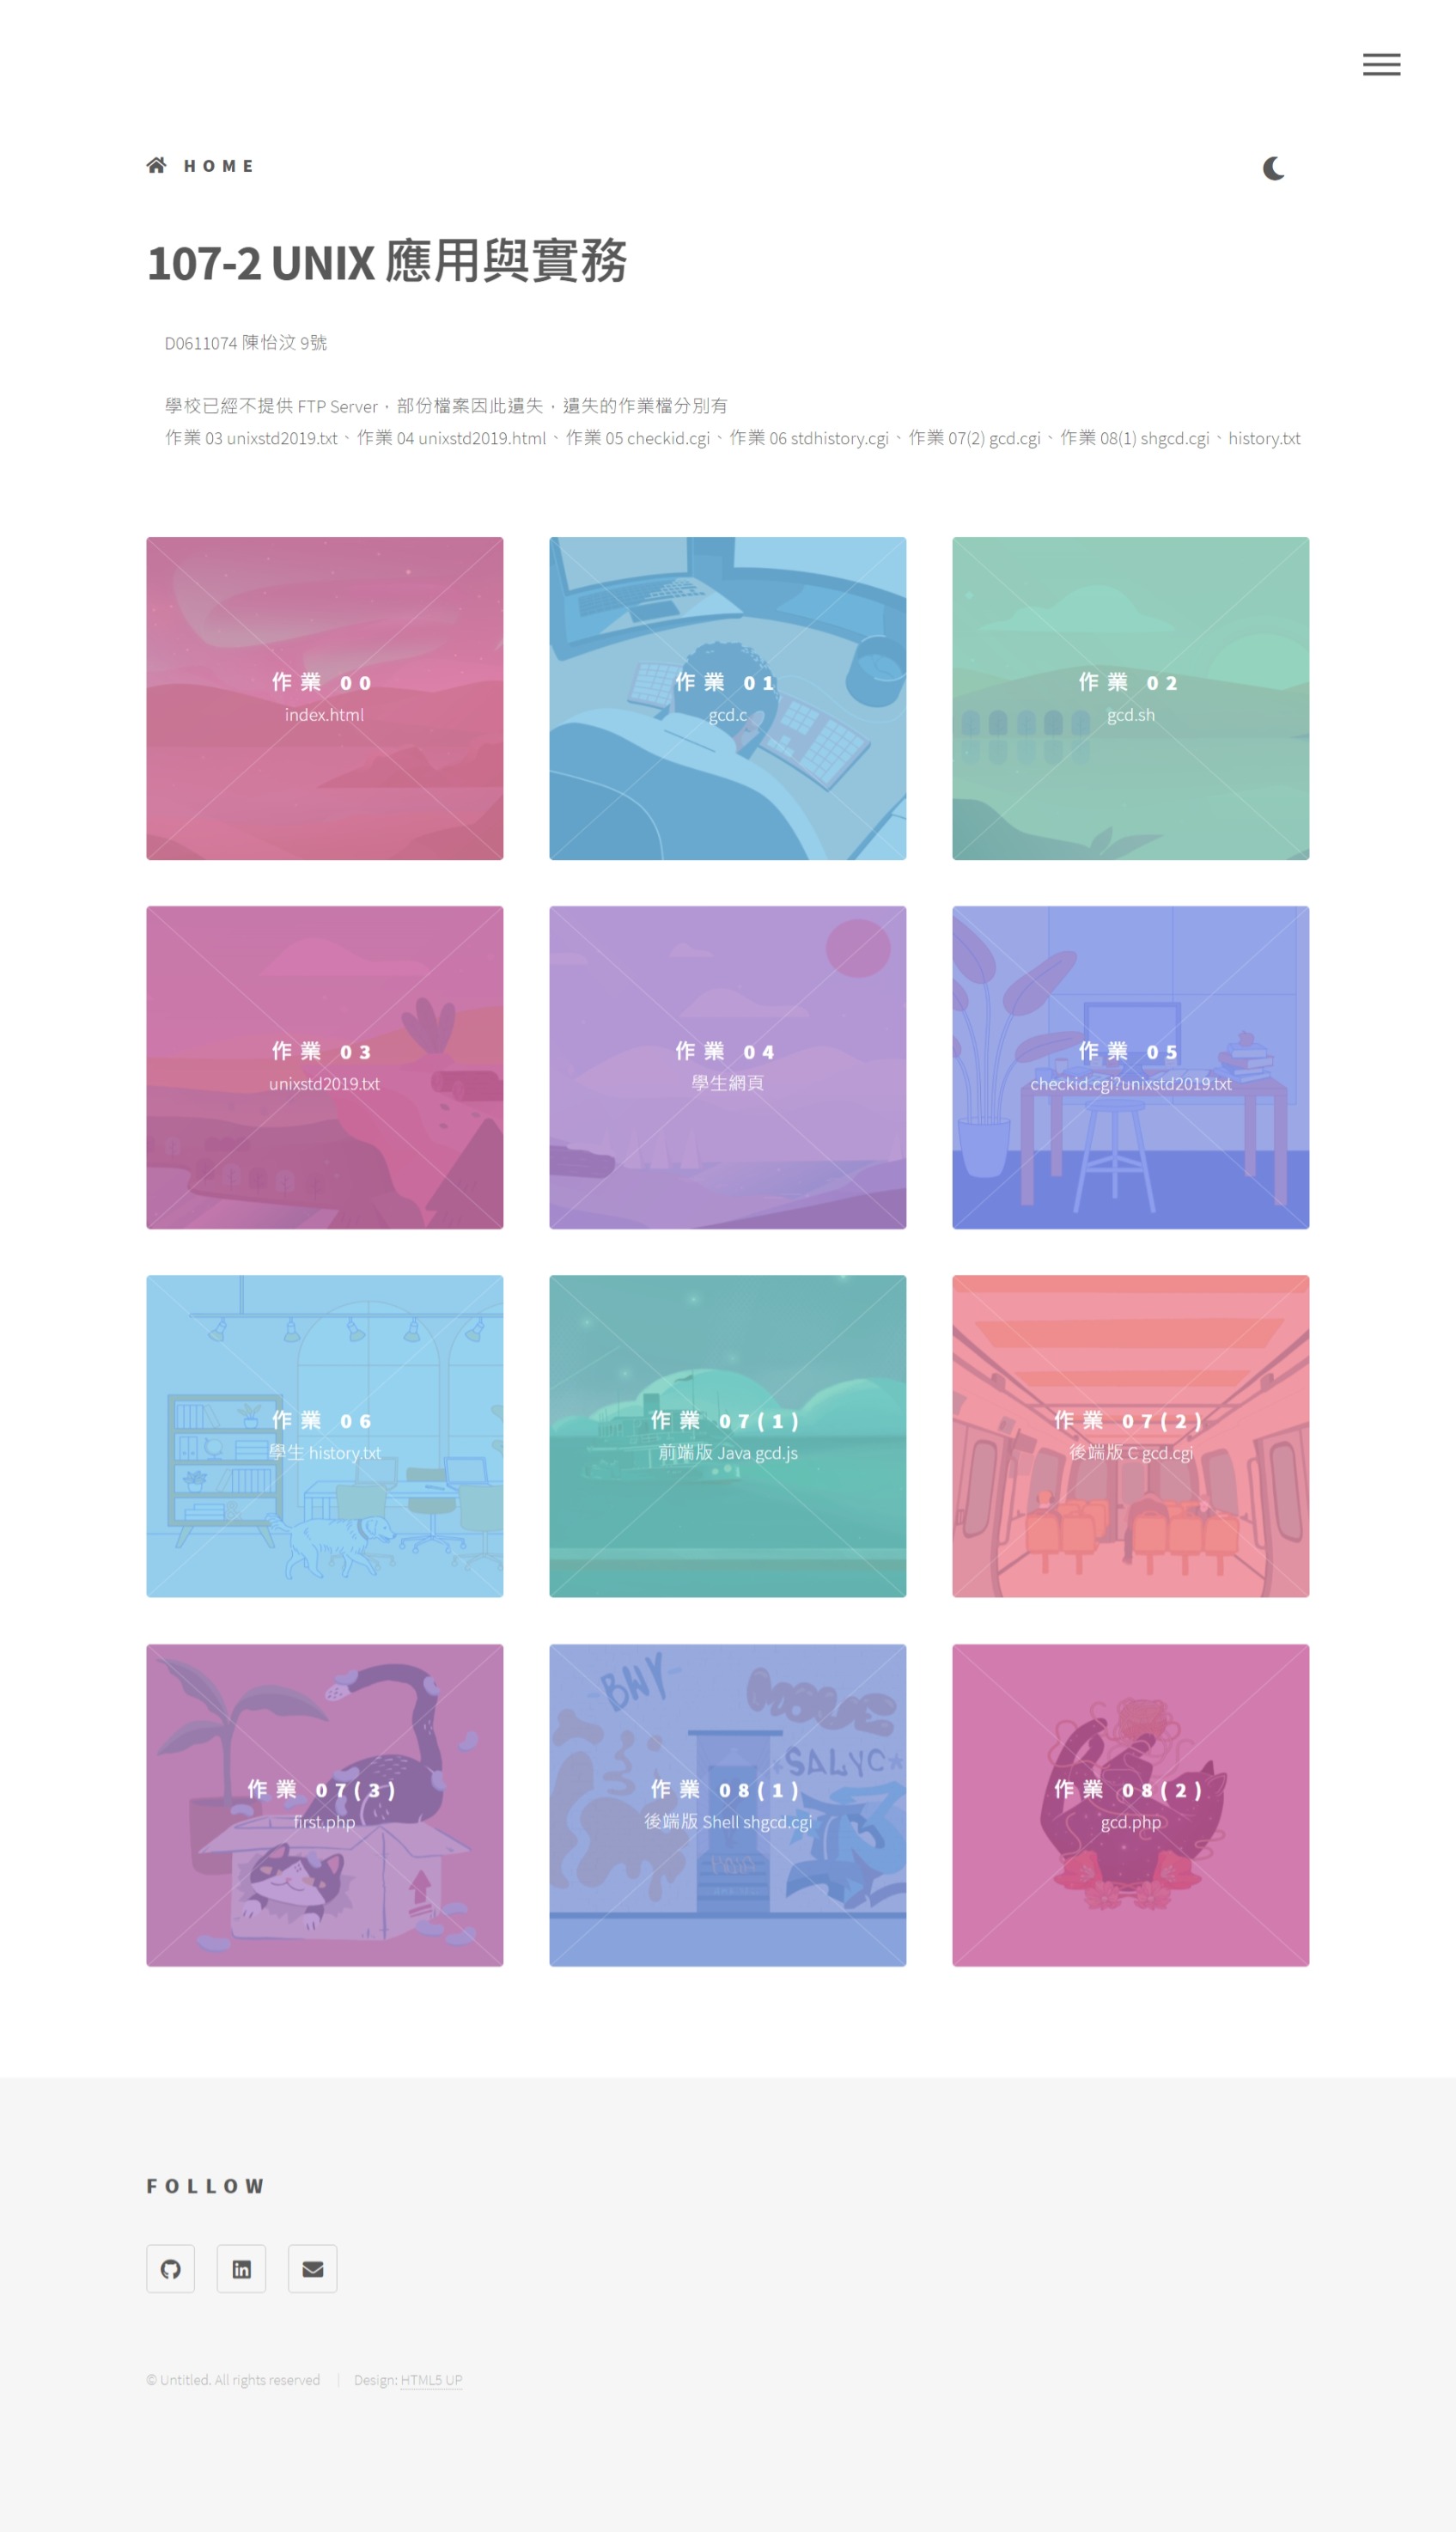 HOME
107-2 UNIX 應用與實務
D0611074 陳怡汶 9號
學校已經不提供 FTP Server，部份檔案因此遺失，遺失的作業檔分別有
作業 03 unixstd2019.txt、作業 04 unixstd2019.html、作業 05 checkid.cgi、作業 06 stdhistory.cgi、作業 07(2) gcd.cgi、作業 08(1) shgcd.cgi、history.txt
作業 00
index.html
作業 01
gcd.c
作業 02
gcd.sh
作業 03
unixstd2019.txt
作業 04
學生網頁
作業 05
checkid.cgi?unixstd2019.txt
作業 06
學生 history.txt
作業 07(1)
前端版 Java gcd.js
作業 07(2)
後端版 C gcd.cgi
作業 07(3)
first.php
BWY
SALYC
作業 08(1)
後端版 Shell shgcd.cgi
作業 08(2)
gcd.php
FOLLOW
© Untitled. All rights reserved | Design: HTML5 UP